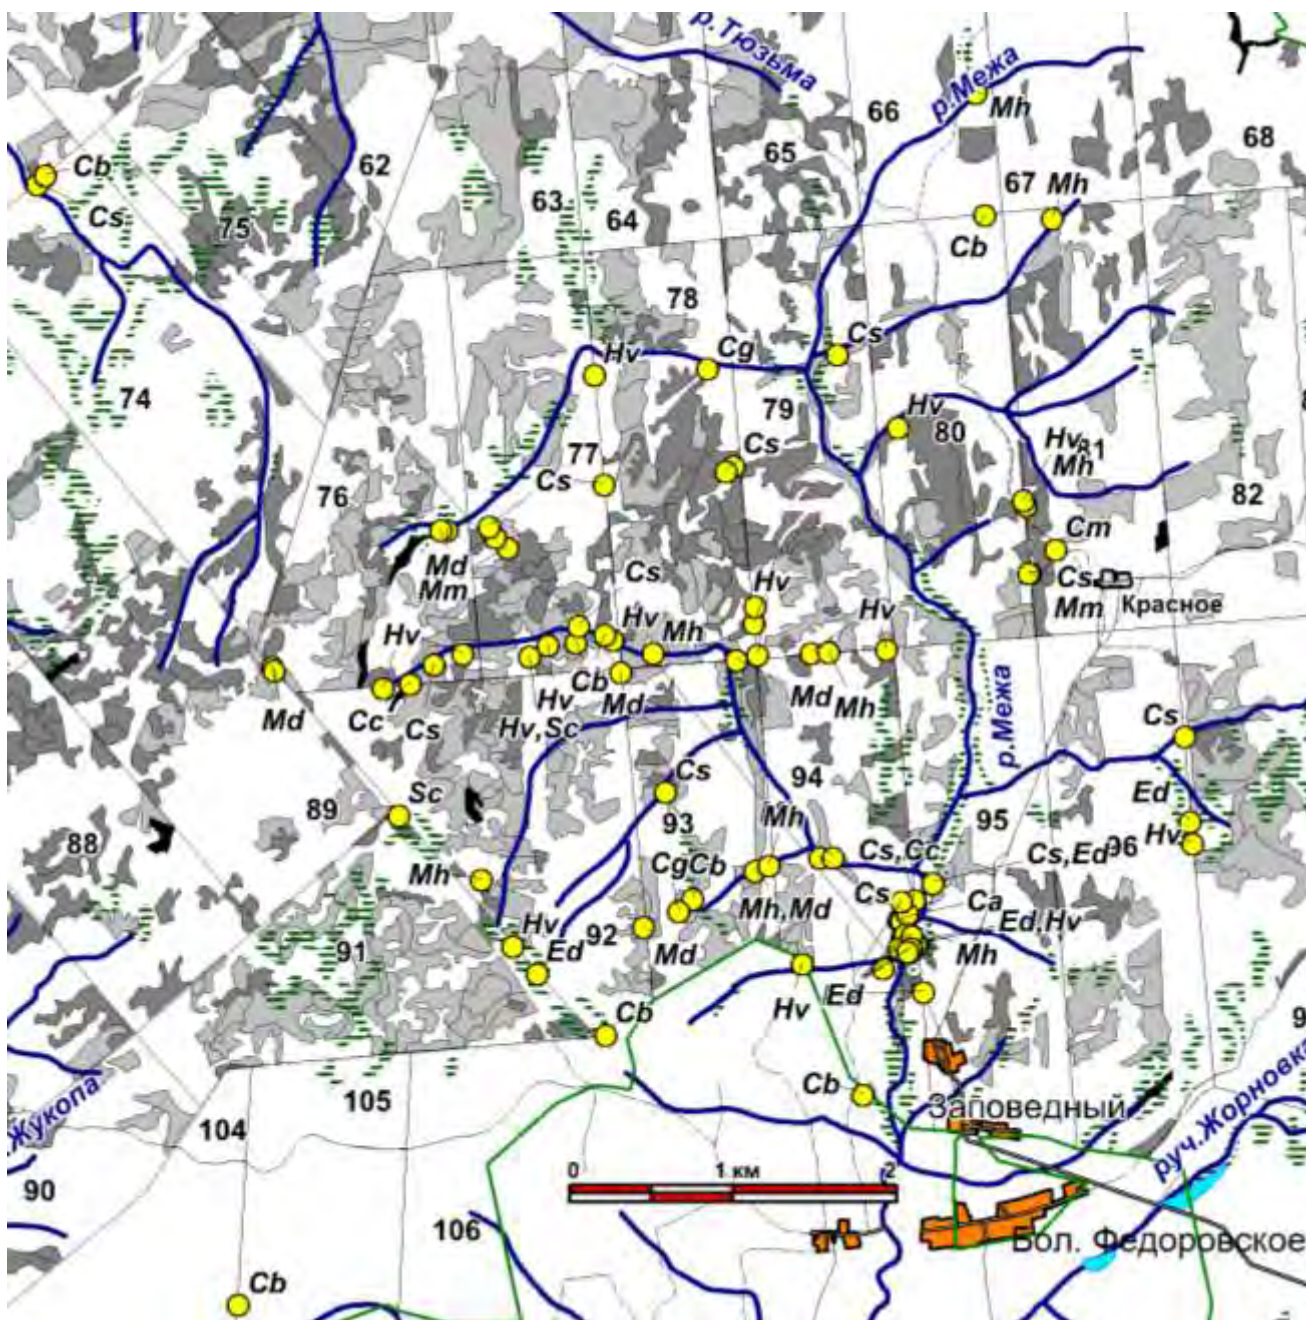 р.Тюзьма
р.Межа
Mh
66
68
65
62
Cb
67
Mh
63
64
Cs
75
Cb
78
Cs
Hv
Cg
74
79
Hv
80
Hv
81
Mh
Cs
77
Cs
76
82
Cm
Md
Mm
Cs
Hv
Cs
Mm
Красное
Hv
Hv
Mh
Hv
Cb
Md
Cc
Cs
Hv
Md
Md
Mh
р.Межа
Hv,Sc
Cs
Cs
94
Ed
Sc
89
93
Mh
95
88
Hv
Cs,Cc
Cs,Ed
96
Mh
CgCb
Cs
Ca
Mh,Md
Ed,Hv
Hv
92
91
Ed
Md
Mh
Ed
Hv
Cb
Cb
Жукопа
105
Заповедный
104
руч.Жорновка
0
1 км
2
90
106
Бол. Федоровское
Cb